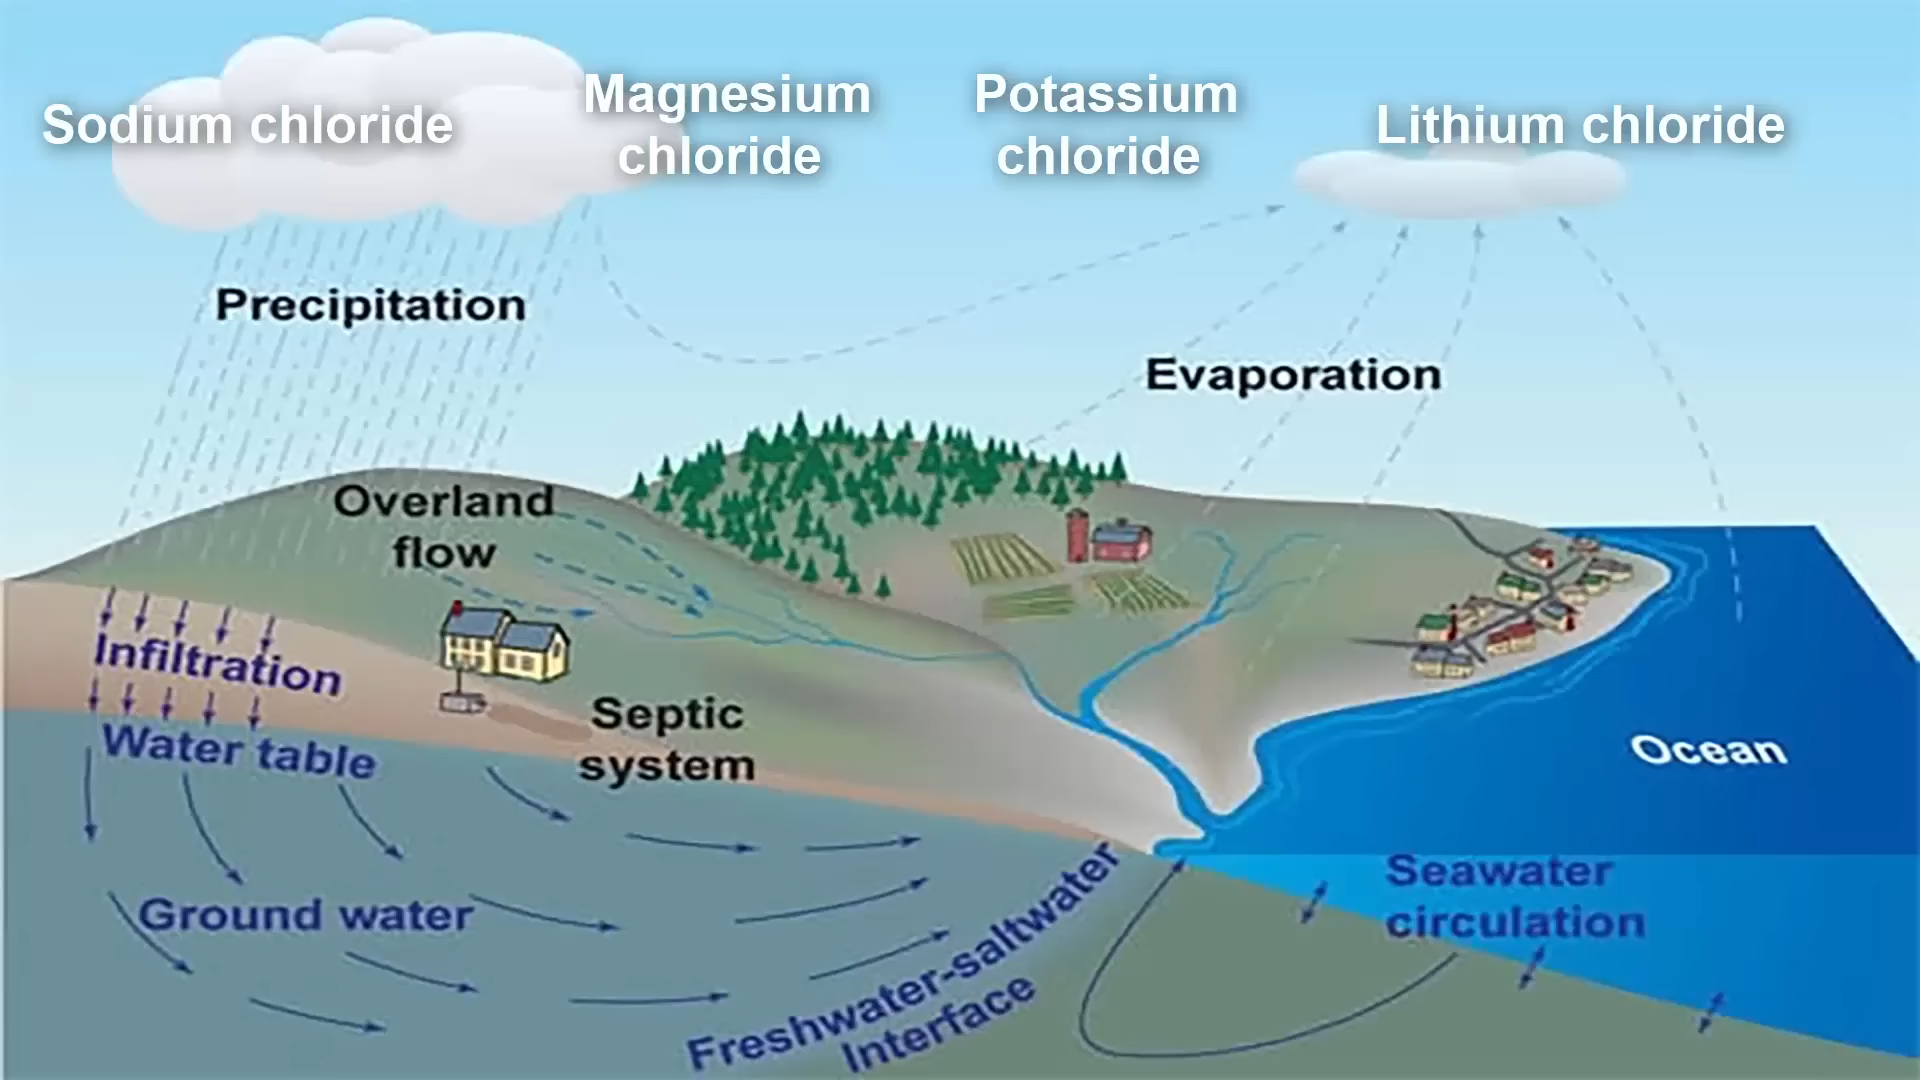 Sodium chloride
Magnesium
chloride
Potassium
chloride
Lithium chloride
Precipitation
Evaporation
Overland
flow
Infiltration
Septic
system
Water table
Ocean
Ground water
Freshwater-saltwater
Interface
Seawater
circulation